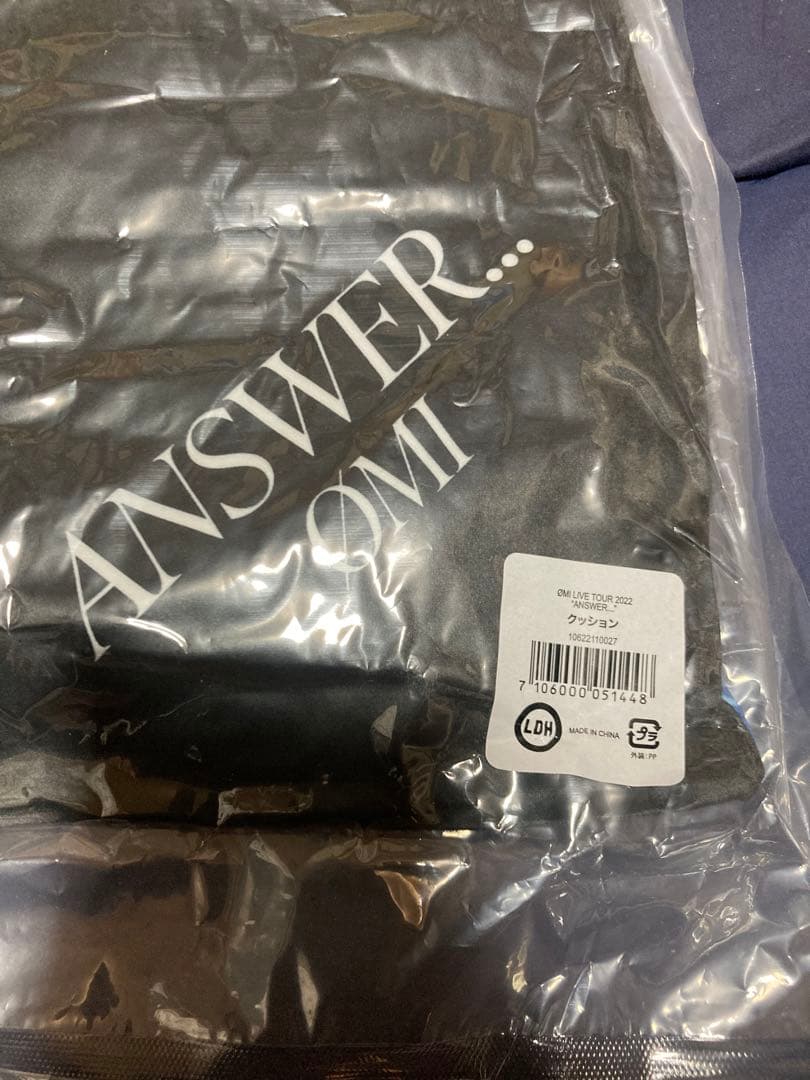 ANSWER...
ØMI
ØMI LIVE TOUR 2022
"ANSWER..."
クッション
10622110027
7 106000 051448
LDH
MADE IN CHINA
プラ
外装:PP